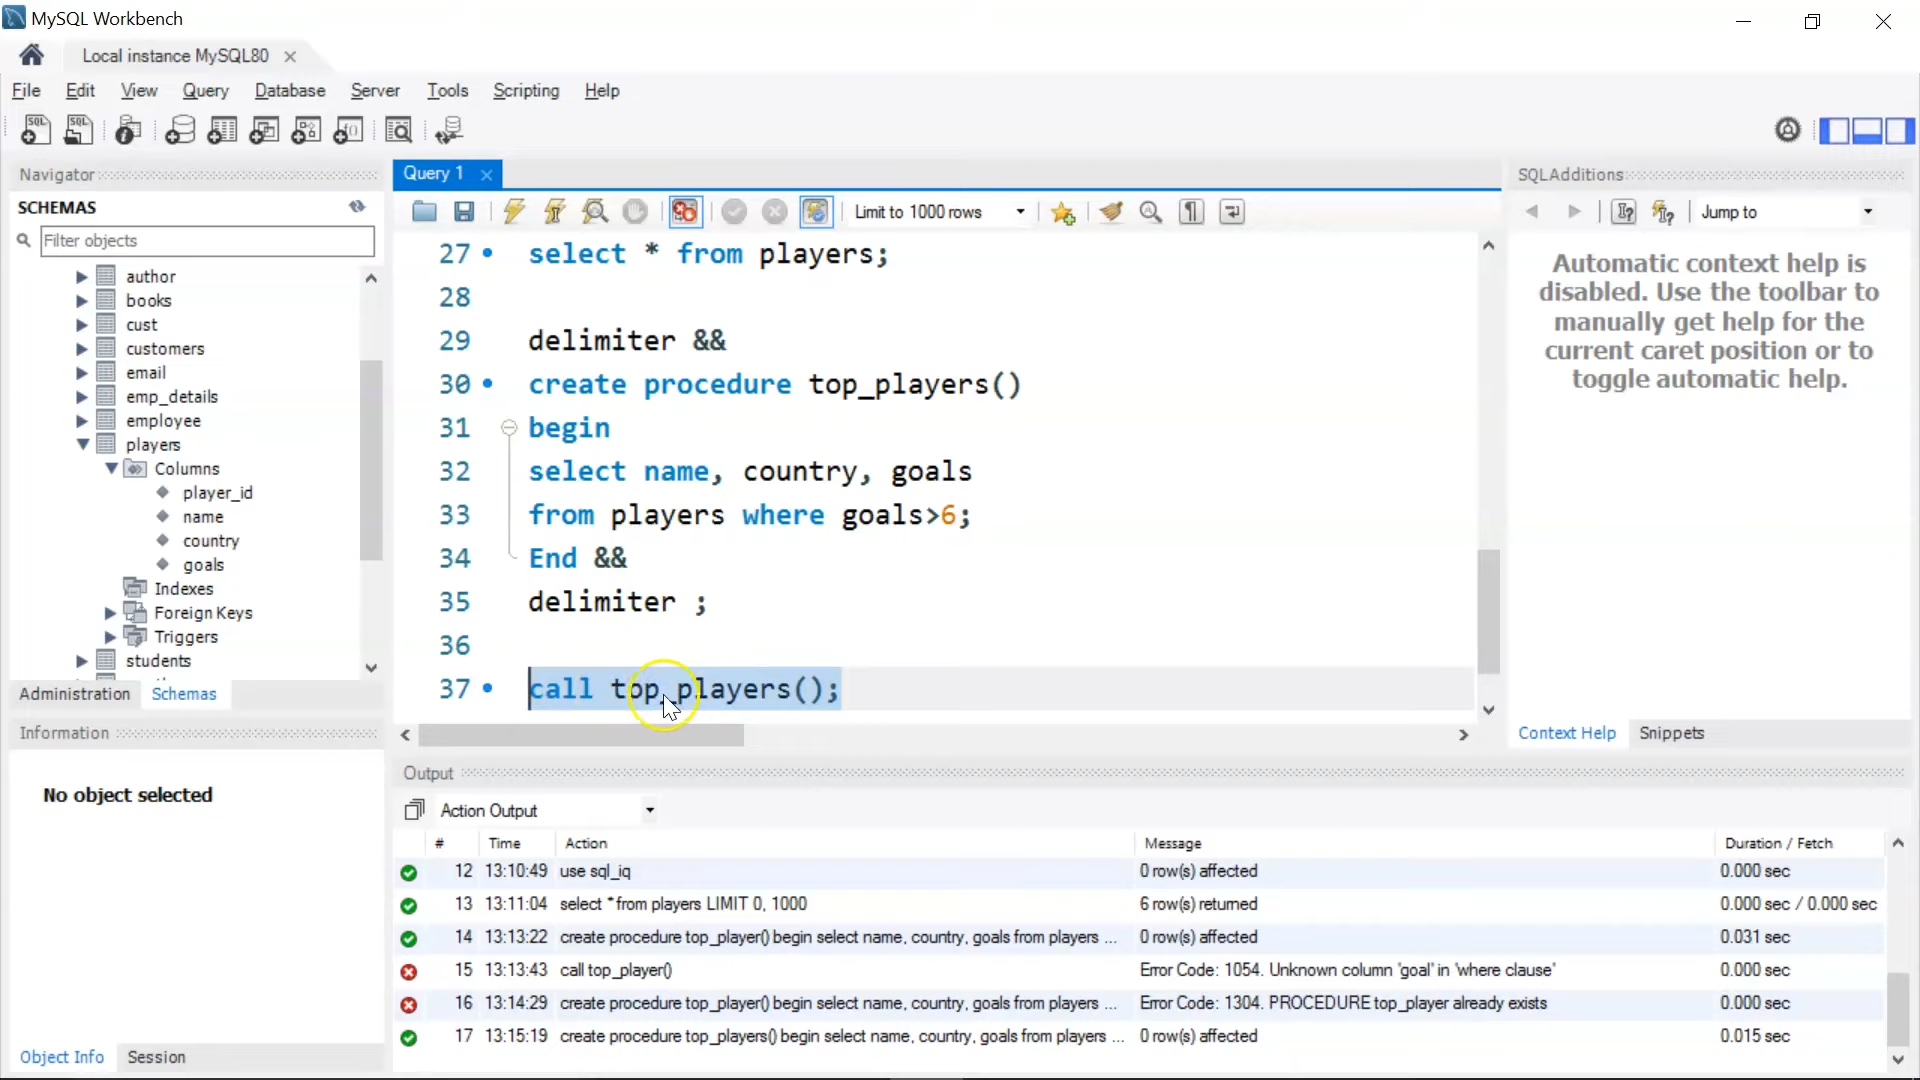 MySQL Workbench
Local instance MySQL80
File Edit View Query Database Server Tools Scripting Help
Navigator
SCHEMAS
Filter objects
author
books
cust
customers
email
emp_details
employee
players
Columns
player_id
name
country
goals
Indexes
Foreign Keys
Triggers
students
Administration Schemas
Information
No object selected
Object Info Session
Query 1
Limit to 1000 rows
27 select * from players;
28
29 delimiter &&
30 create procedure top_players()
31 begin
32 select name, country, goals
33 from players where goals>6;
34 End &&
35 delimiter ;
36
37 call top_players();
SQLAdditions
Jump to
Automatic context help is
disabled. Use the toolbar to
manually get help for the
current caret position or to
toggle automatic help.
Context Help Snippets
Output
Action Output
# Time Action Message Duration / Fetch
12 13:10:49 use sql_iq 0 row(s) affected 0.000 sec
13 13:11:04 select * from players LIMIT 0, 1000 6 row(s) returned 0.000 sec / 0.000 sec
14 13:13:22 create procedure top_player() begin select name, country, goals from players ... 0 row(s) affected 0.031 sec
15 13:13:43 call top_player() Error Code: 1054. Unknown column 'goal' in 'where clause' 0.000 sec
16 13:14:29 create procedure top_player() begin select name, country, goals from players ... Error Code: 1304. PROCEDURE top_player already exists 0.000 sec
17 13:15:19 create procedure top_players() begin select name, country, goals from players ... 0 row(s) affected 0.015 sec